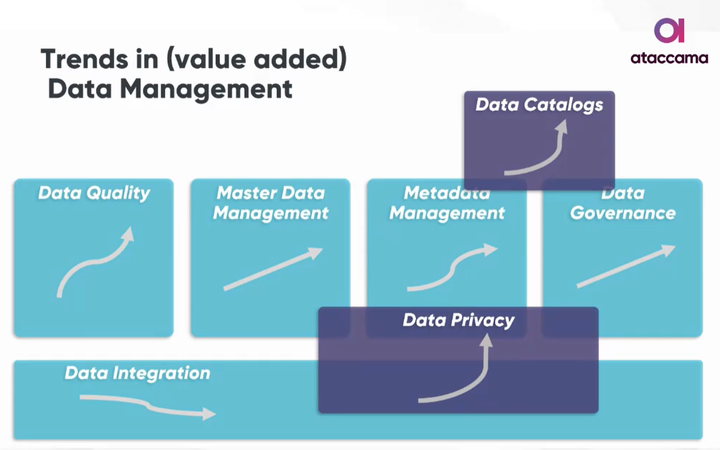 Trends in (value added)
Data Management
ataccama
Data Catalogs
Data Quality
Master Data
Management
Metadata
Management
Data
Governance
Data Privacy
Data Integration